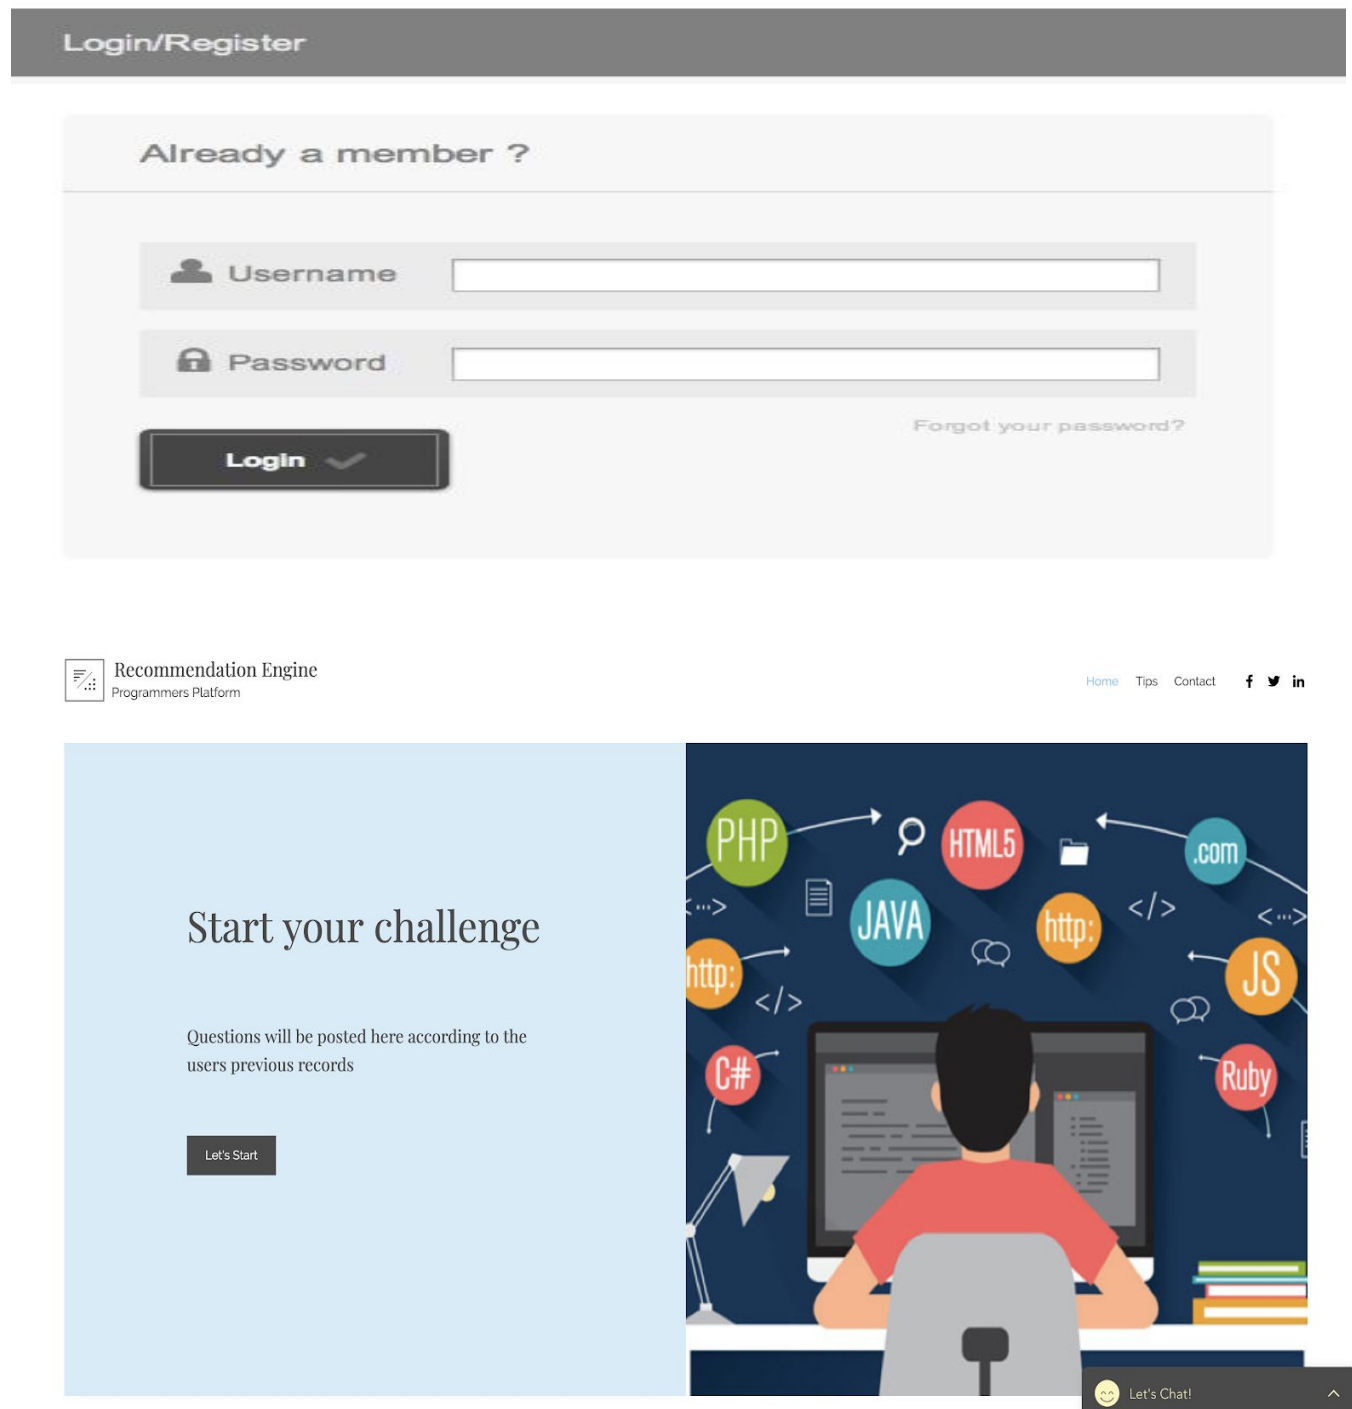 Login/Register
Already a member ?
Username
Password
Forgot your password?
Login
Recommendation Engine
Programmers Platform
Home Tips Contact
Start your challenge
Questions will be posted here according to the
users previous records
Let's Start
PHP
HTML5
.com
JAVA
http:
http:
JS
C#
Ruby
Let's Chat!